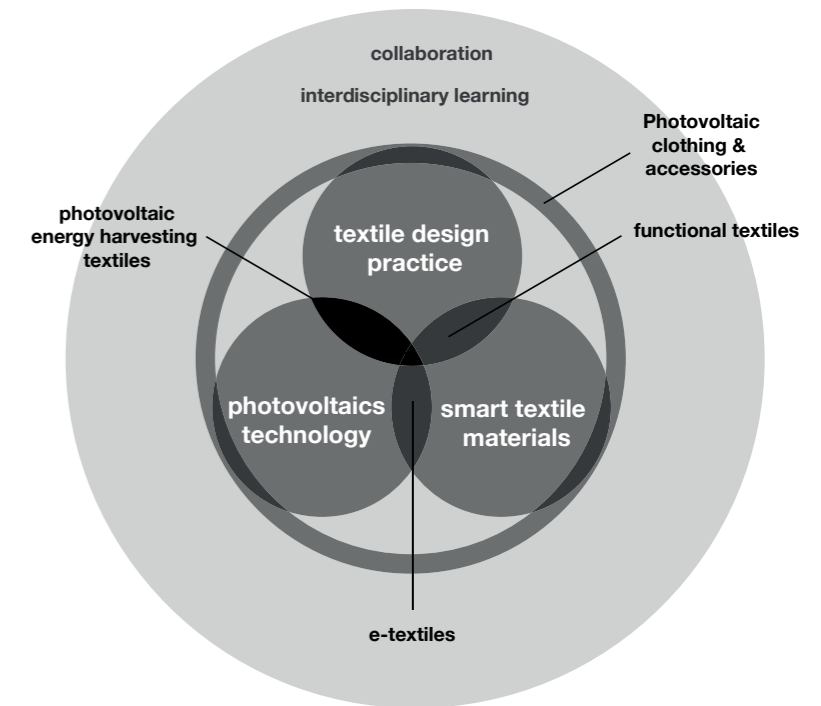 collaboration
interdisciplinary learning
Photovoltaic
clothing &
accessories
photovoltaic
energy harvesting
textiles
functional textiles
textile design
practice
photovoltaics
technology
smart textile
materials
e-textiles